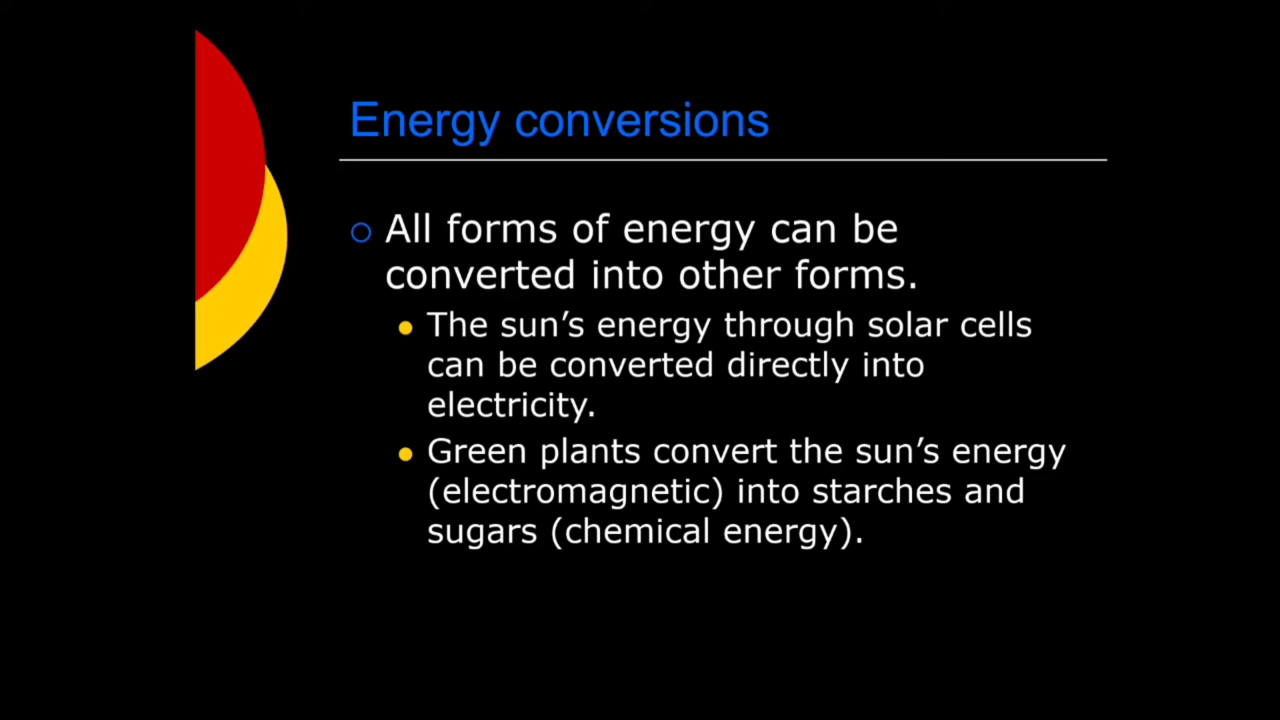 Energy conversions
All forms of energy can be
converted into other forms.
The sun’s energy through solar cells
can be converted directly into
electricity.
Green plants convert the sun’s energy
(electromagnetic) into starches and
sugars (chemical energy).